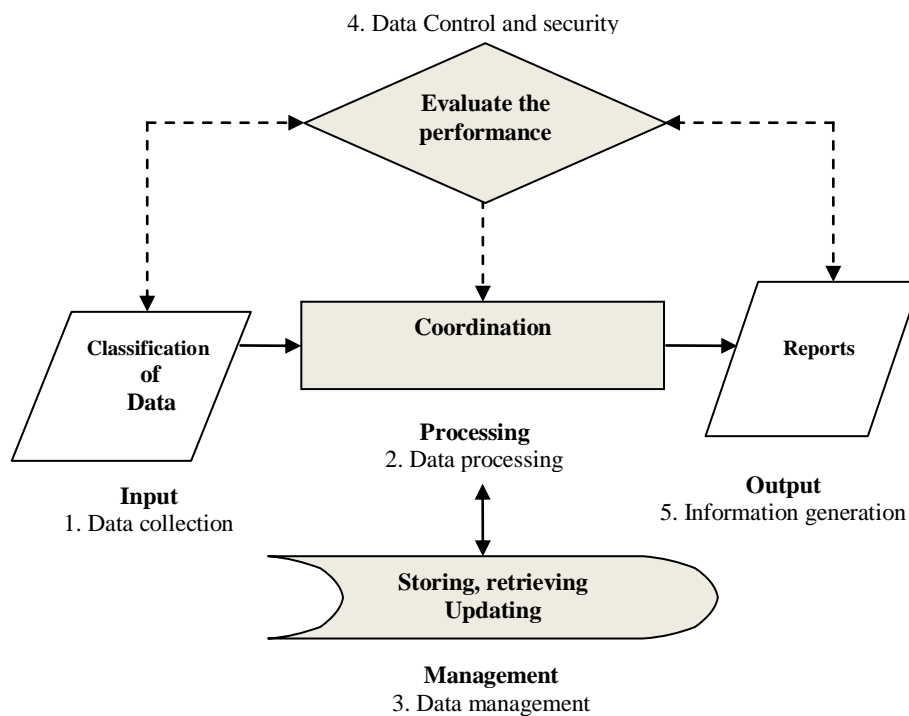 4. Data Control and security
Evaluate the
performance
Classification
of
Data
Coordination
Reports
Processing
2. Data processing
Input
1. Data collection
Output
5. Information generation
Storing, retrieving
Updating
Management
3. Data management